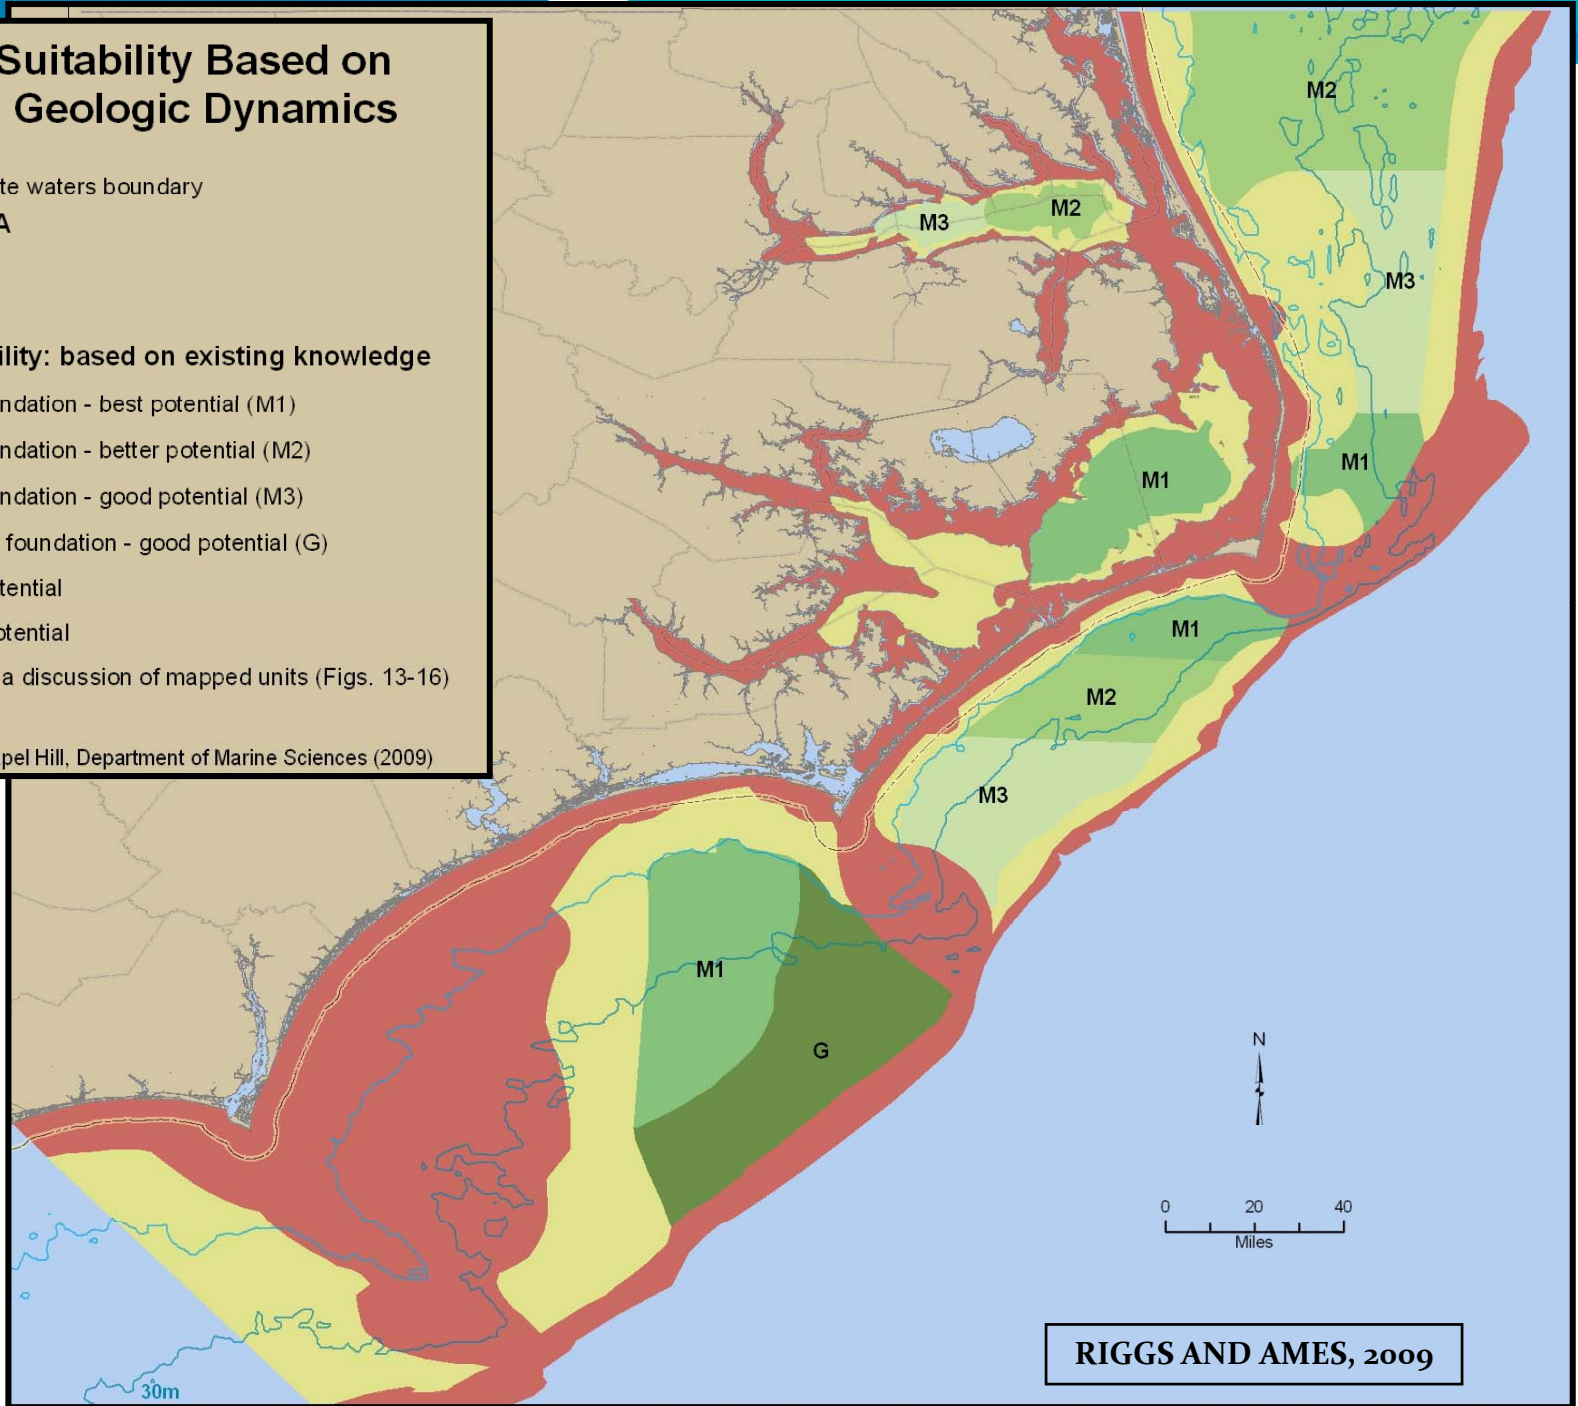 Suitability Based on
Geologic Dynamics
te waters boundary
A
ility: based on existing knowledge
ndation - best potential (M1)
ndation - better potential (M2)
ndation - good potential (M3)
foundation - good potential (G)
tential
otential
a discussion of mapped units (Figs. 13-16)
pel Hill, Department of Marine Sciences (2009)
M2
M3
M2
M3
M1
M1
M1
M2
M3
M1
G
N
0 20 40
Miles
30m
RIGGS AND AMES, 2009